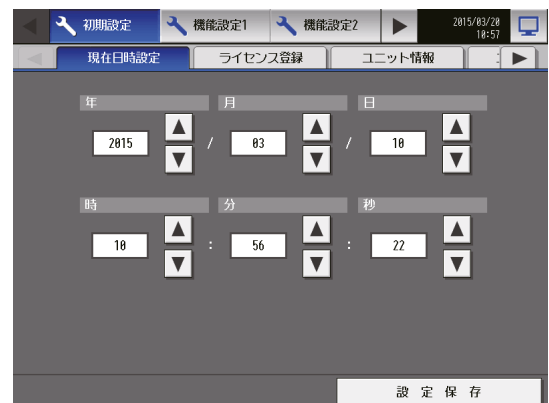 初期設定 機能設定1 機能設定2 2015/03/20
10:57
現在日時設定 ライセンス登録 ユニット情報
年 月 日
2015 / 03 / 10
時 分 秒
10 : 56 : 22
設定保存